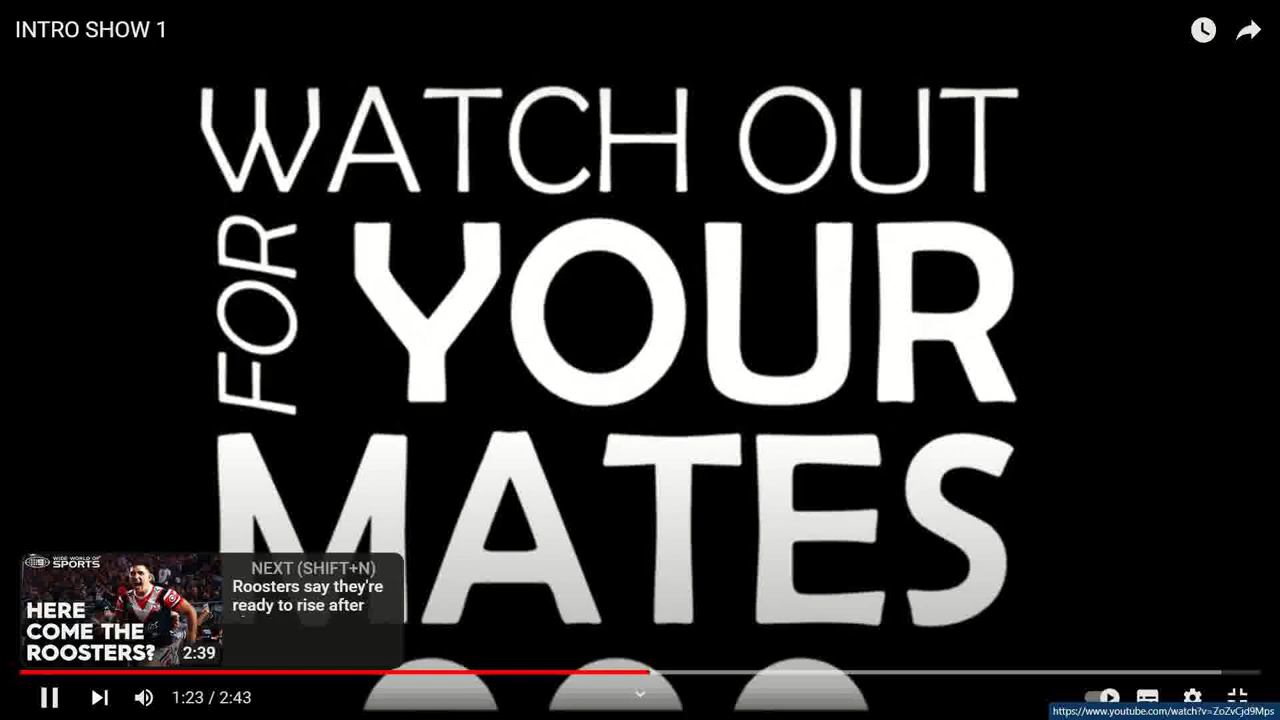 INTRO SHOW 1
WATCH OUT
FOR YOUR
MATES
WIDE WORLD OF
SPORTS
HERE
COME THE
ROOSTERS?
2:39
NEXT (SHIFT+N)
Roosters say they're
ready to rise after
1:23 / 2:43
https://www.youtube.com/watch?v=ZoZvCjd9Mps